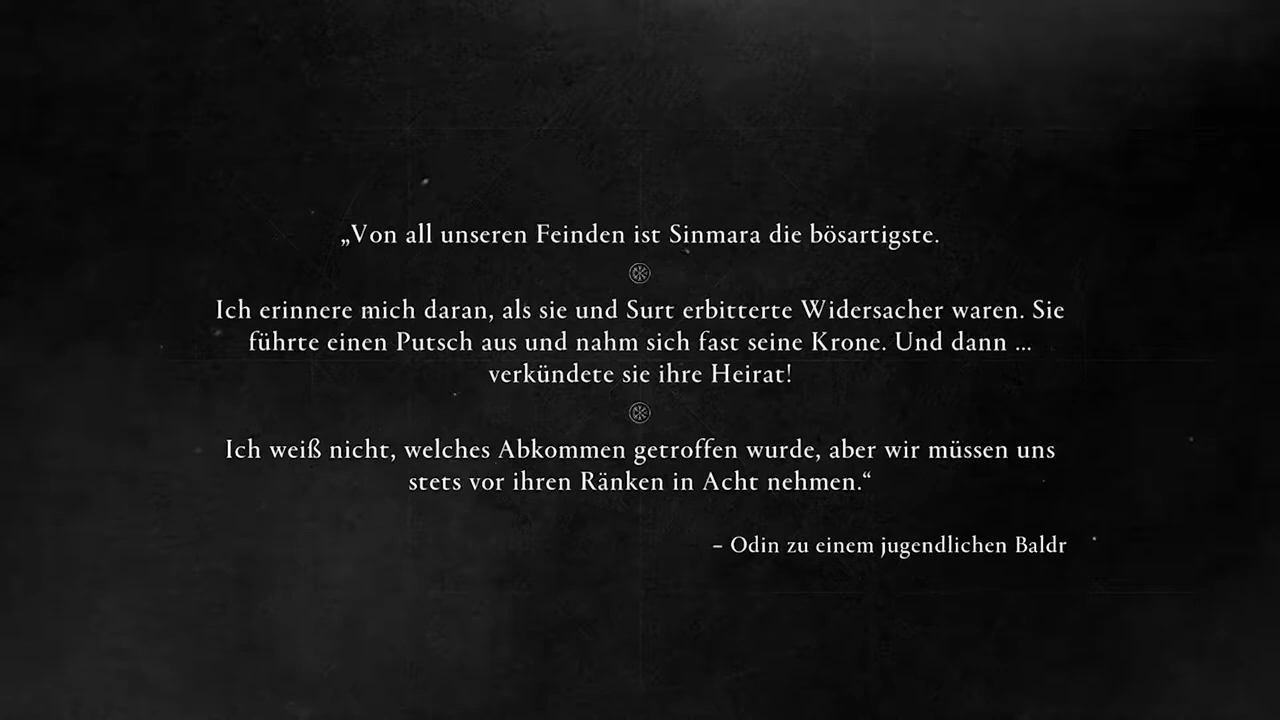 „Von all unseren Feinden ist Sinmara die bösartigste.
Ich erinnere mich daran, als sie und Surt erbitterte Widersacher waren. Sie
führte einen Putsch aus und nahm sich fast seine Krone. Und dann ...
verkündete sie ihre Heirat!
Ich weiß nicht, welches Abkommen getroffen wurde, aber wir müssen uns
stets vor ihren Ränken in Acht nehmen.“
– Odin zu einem jugendlichen Baldr